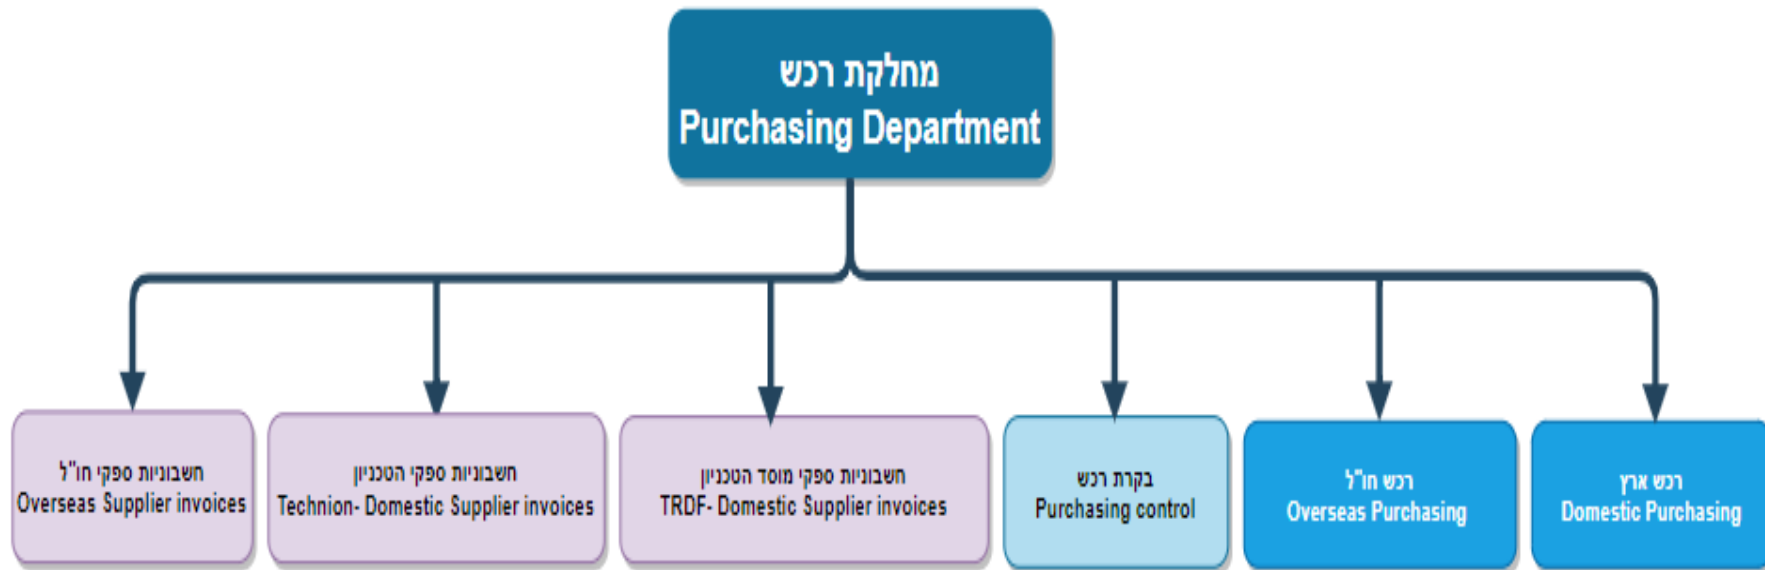 מחלקת רכש
Purchasing Department
חשבוניות ספקי חו"ל
Overseas Supplier invoices
חשבוניות ספקי הטכניון
Technion- Domestic Supplier invoices
חשבוניות ספקי מוסד הטכניון
TRDF- Domestic Supplier invoices
בקרת רכש
Purchasing control
רכש חו"ל
Overseas Purchasing
רכש ארץ
Domestic Purchasing